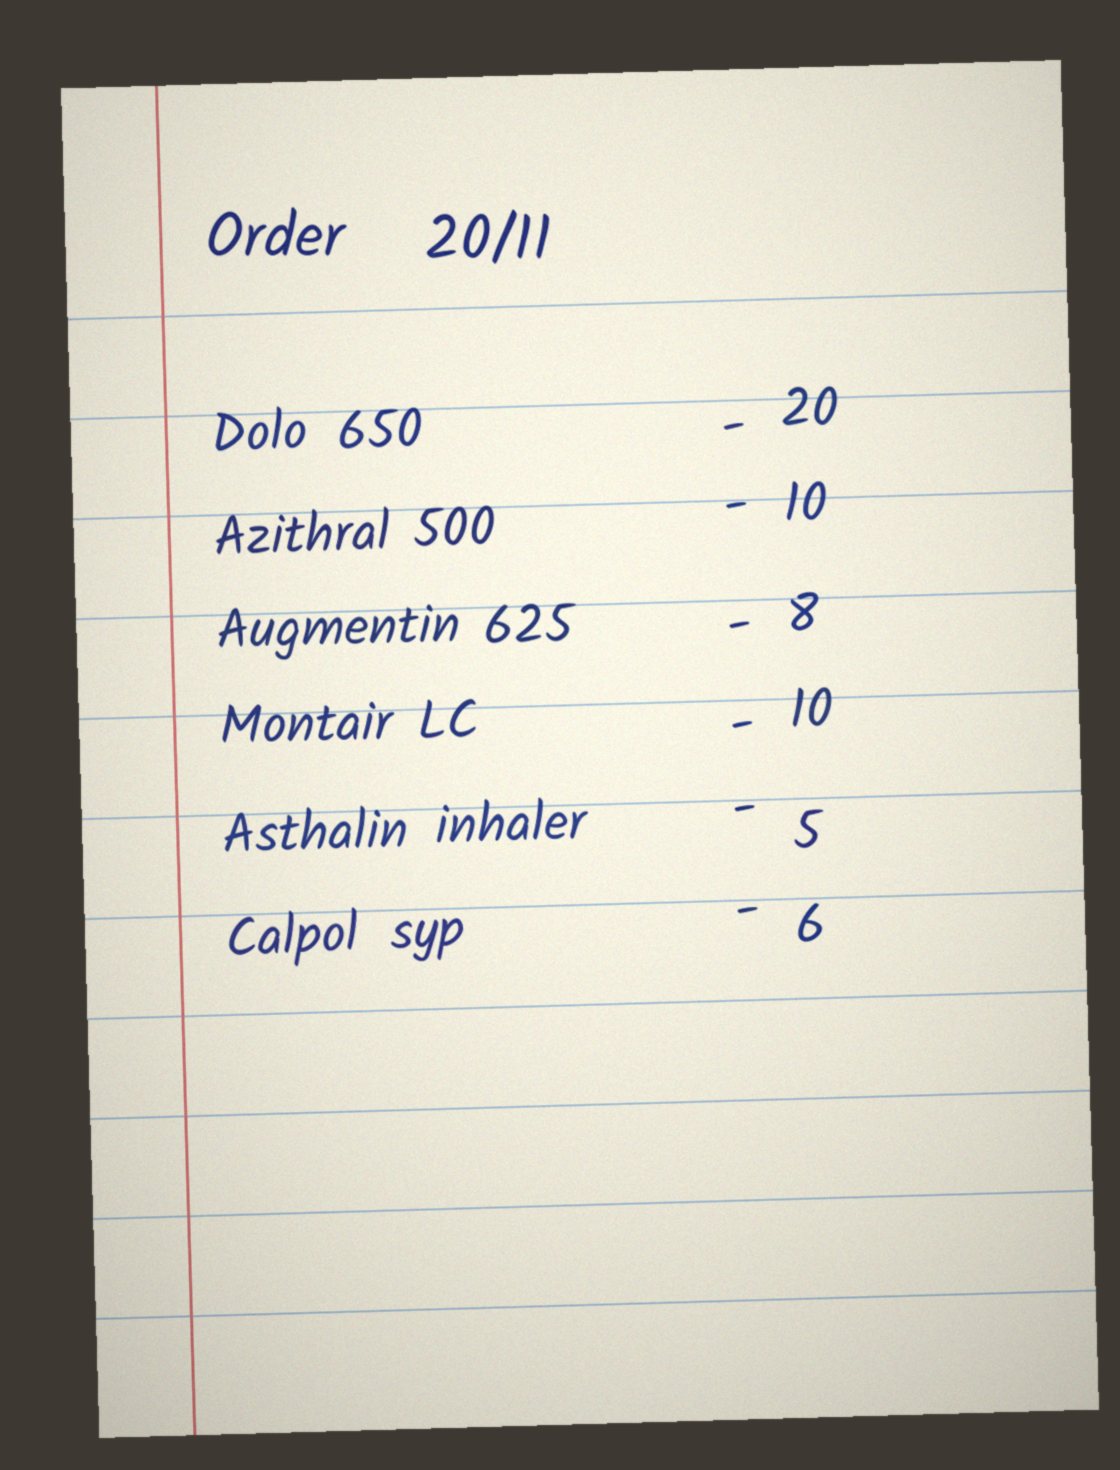 Order 20/11
Dolo 650 - 20
Azithral 500 - 10
Augmentin 625 - 8
Montair LC - 10
Asthalin inhaler - 5
Calpol syp - 6